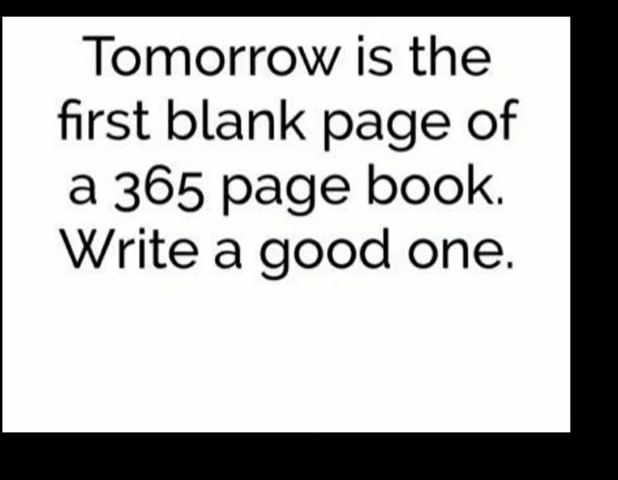 Tomorrow is the
first blank page of
a 365 page book.
Write a good one.